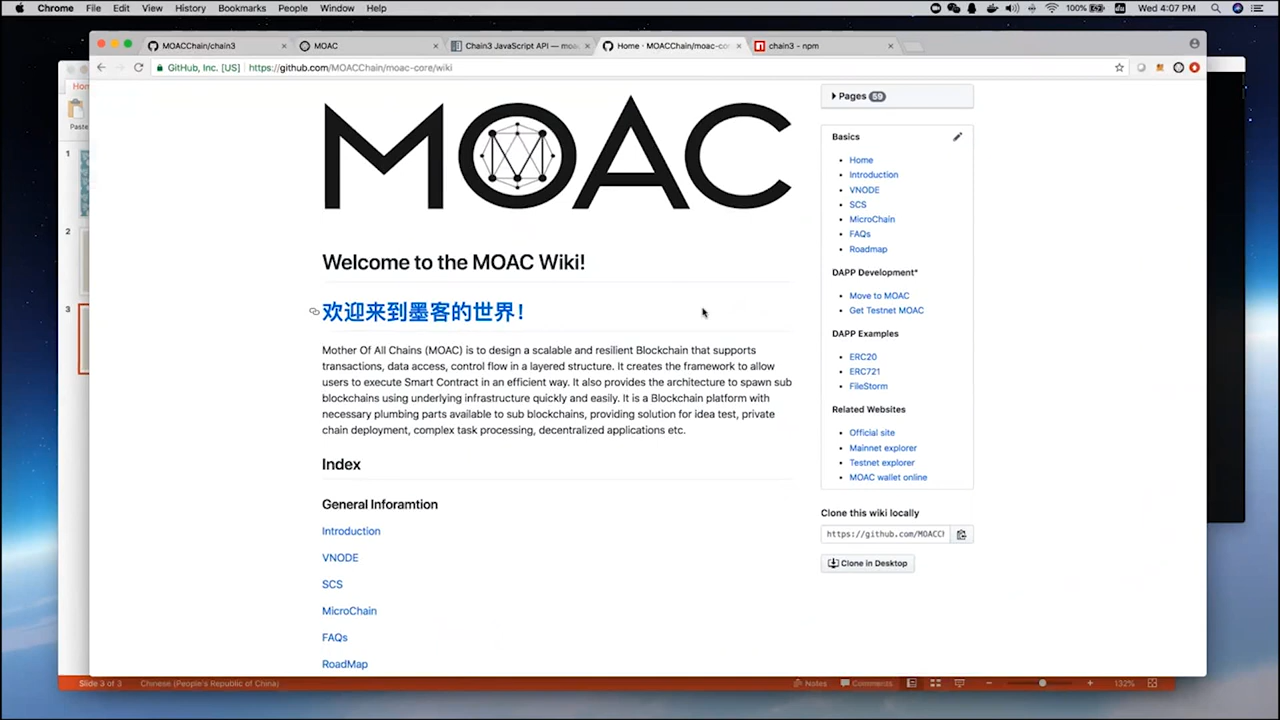 Chrome File Edit View History Bookmarks People Window Help 100% Wed 4:07 PM
MOACChain/chain3 MOAC Chain3 JavaScript API — moa Home · MOACChain/moac-co chain3 - npm
GitHub, Inc. [US] https://github.com/MOACChain/moac-core/wiki
Paste
1
2
3
MOAC
Welcome to the MOAC Wiki!
欢迎来到墨客的世界！
Mother Of All Chains (MOAC) is to design a scalable and resilient Blockchain that supports
transactions, data access, control flow in a layered structure. It creates the framework to allow
users to execute Smart Contract in an efficient way. It also provides the architecture to spawn sub
blockchains using underlying infrastructure quickly and easily. It is a Blockchain platform with
necessary plumbing parts available to sub blockchains, providing solution for idea test, private
chain deployment, complex task processing, decentralized applications etc.
Index
General Inforamtion
Introduction
VNODE
SCS
MicroChain
FAQs
RoadMap
Pages 59
Basics
Home
Introduction
VNODE
SCS
MicroChain
FAQs
Roadmap
DAPP Development*
Move to MOAC
Get Testnet MOAC
DAPP Examples
ERC20
ERC721
FileStorm
Related Websites
Official site
Mainnet explorer
Testnet explorer
MOAC wallet online
Clone this wiki locally
https://github.com/MOACCh
Clone in Desktop
Slide 3 of 3 Chinese (People's Republic of China) Notes Comments 132%